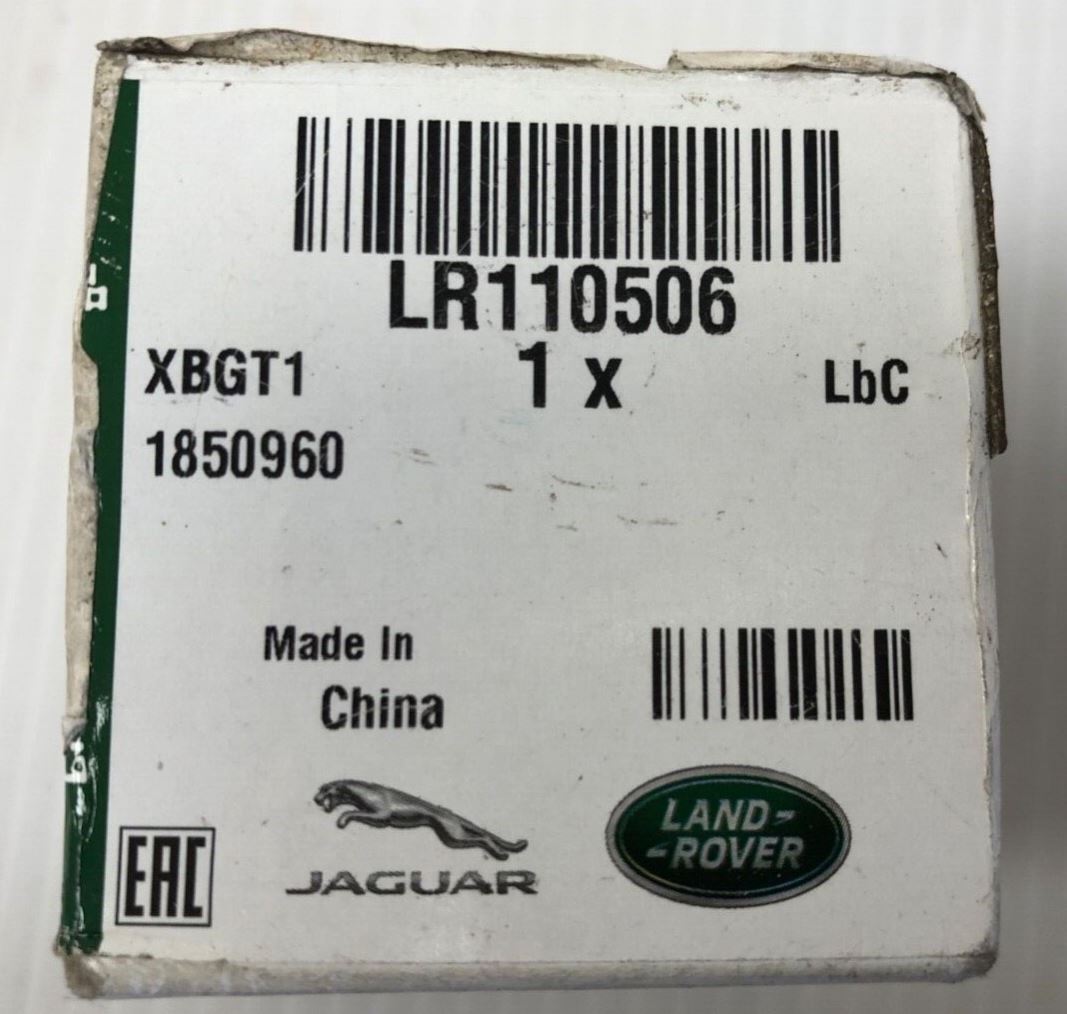 LR110506
XBGT1
1 x
LbC
1850960
Made In
China
EAC
JAGUAR
LAND-
-ROVER